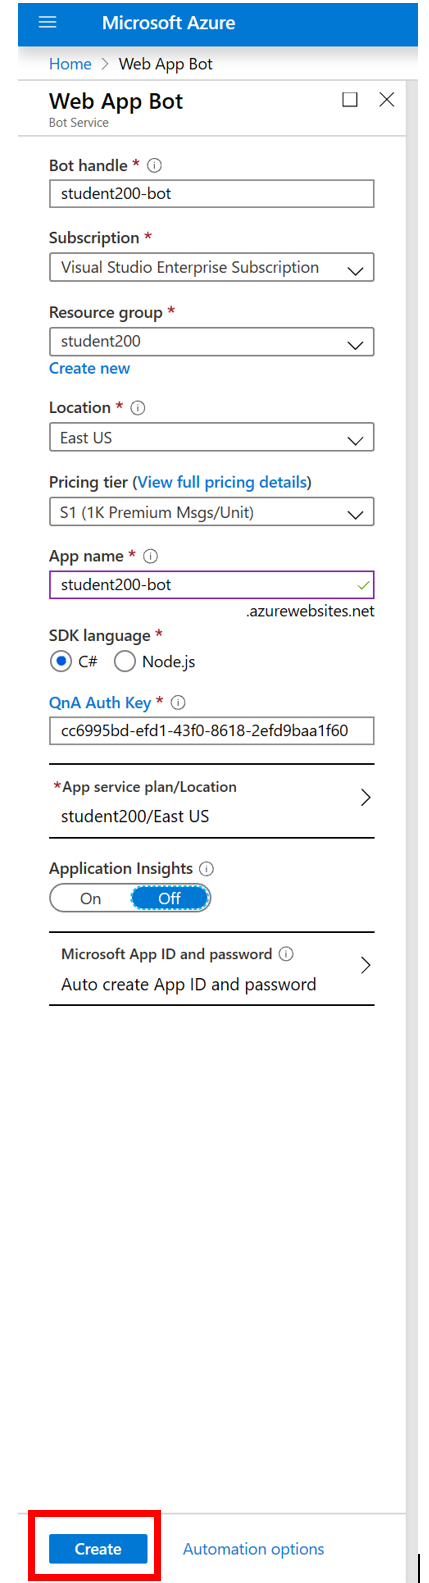 Microsoft Azure
Home > Web App Bot
Web App Bot
Bot Service
Bot handle *
student200-bot
Subscription *
Visual Studio Enterprise Subscription
Resource group *
student200
Create new
Location *
East US
Pricing tier (View full pricing details)
S1 (1K Premium Msgs/Unit)
App name *
student200-bot
.azurewebsites.net
SDK language *
C# Node.js
QnA Auth Key *
cc6995bd-efd1-43f0-8618-2efd9baa1f60
*App service plan/Location
student200/East US
Application Insights
On Off
Microsoft App ID and password
Auto create App ID and password
Create Automation options